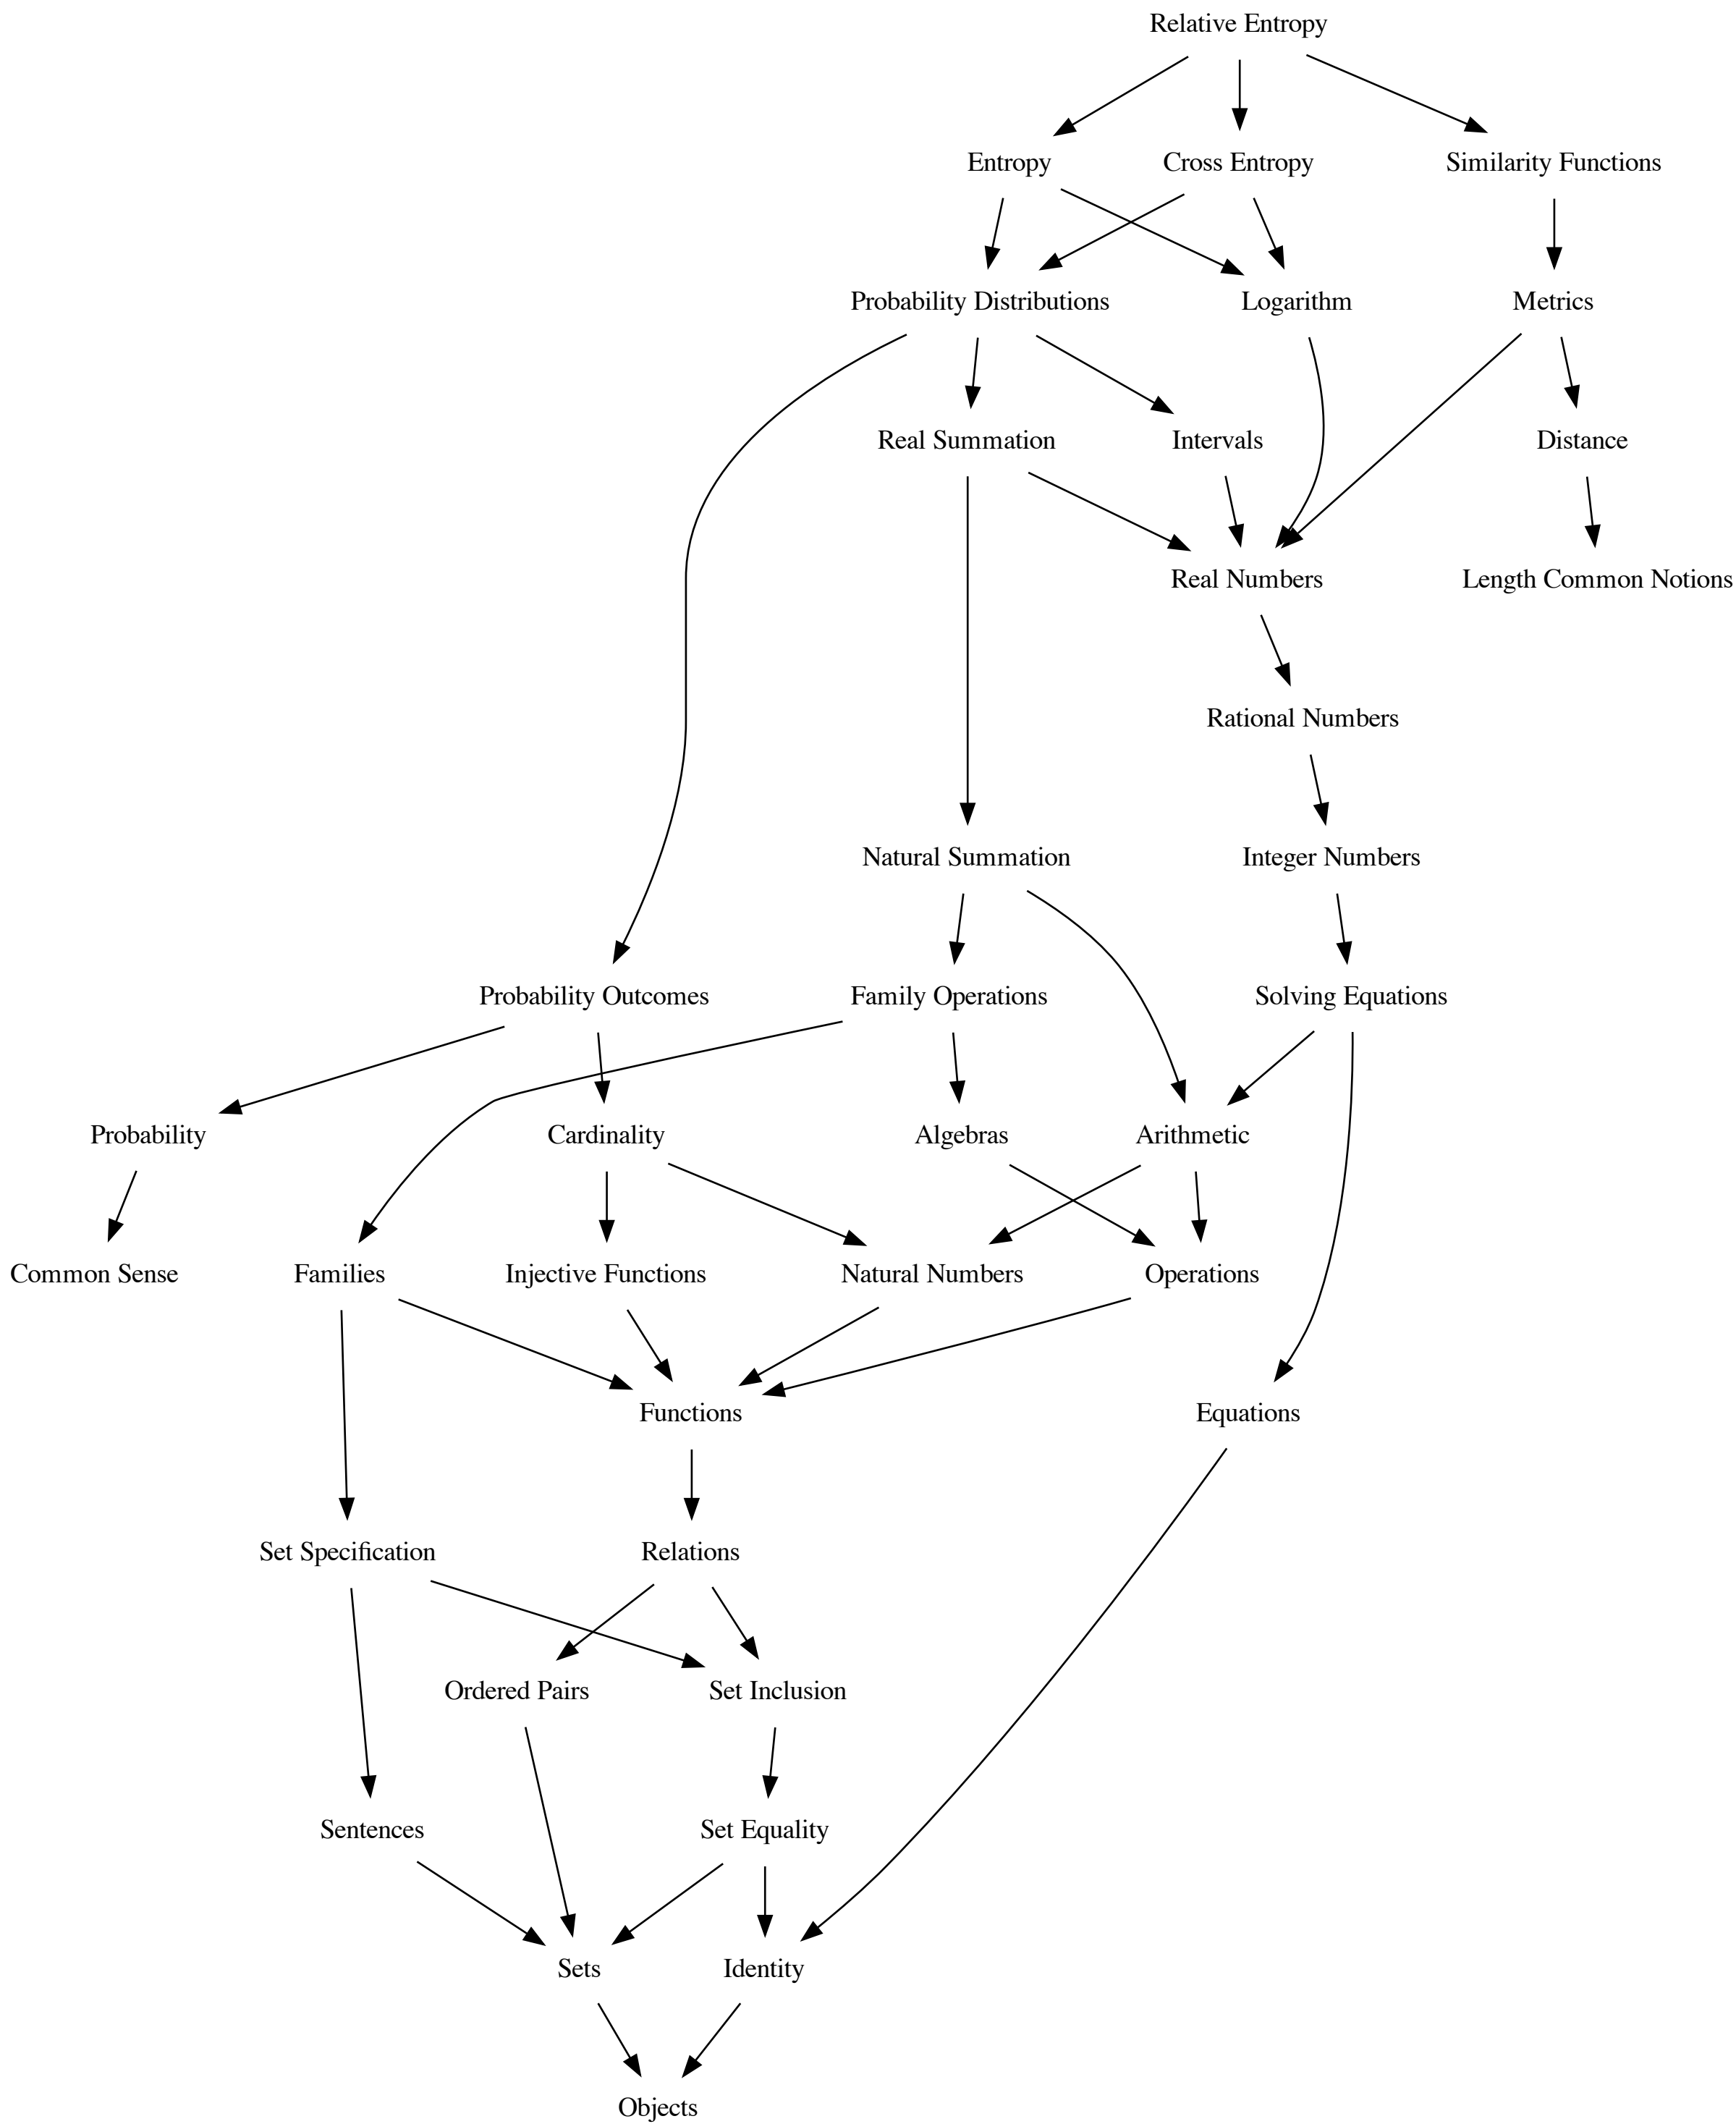 Relative Entropy
Entropy
Cross Entropy
Similarity Functions
Probability Distributions
Logarithm
Metrics
Real Summation
Intervals
Distance
Real Numbers
Length Common Notions
Rational Numbers
Natural Summation
Integer Numbers
Probability Outcomes
Family Operations
Solving Equations
Probability
Cardinality
Algebras
Arithmetic
Common Sense
Families
Injective Functions
Natural Numbers
Operations
Functions
Equations
Set Specification
Relations
Ordered Pairs
Set Inclusion
Sentences
Set Equality
Sets
Identity
Objects